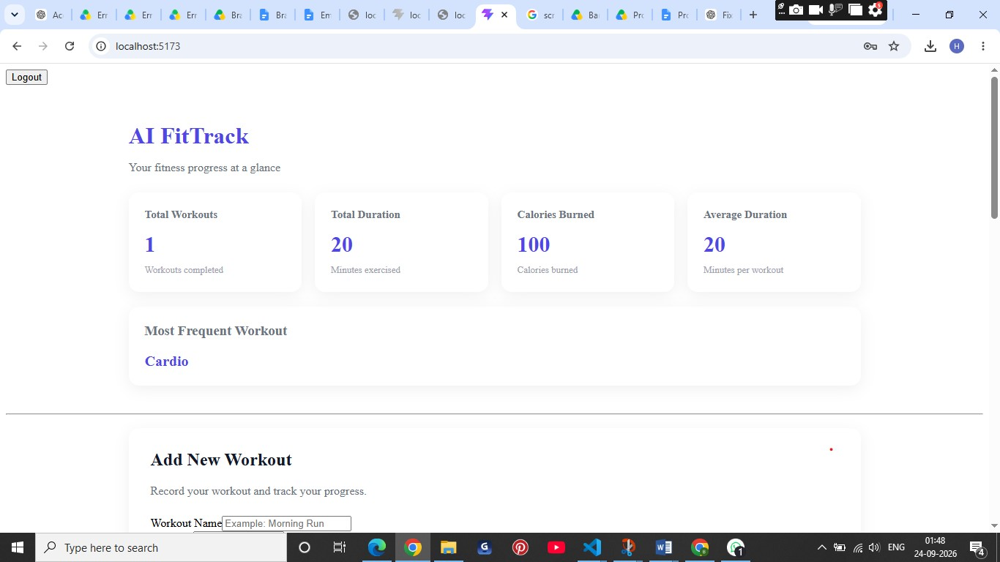 Ac
Err
Err
Err
Bra
Bra
Em
loc
loc
loc
scr
Ba
Pro
Pro
Fix
5
localhost:5173
H
Logout
AI FitTrack
Your fitness progress at a glance
Total Workouts
1
Workouts completed
Total Duration
20
Minutes exercised
Calories Burned
100
Calories burned
Average Duration
20
Minutes per workout
Most Frequent Workout
Cardio
Add New Workout
Record your workout and track your progress.
Workout Name Example: Morning Run
Type here to search
1
ENG
01:48
24-09-2026
4